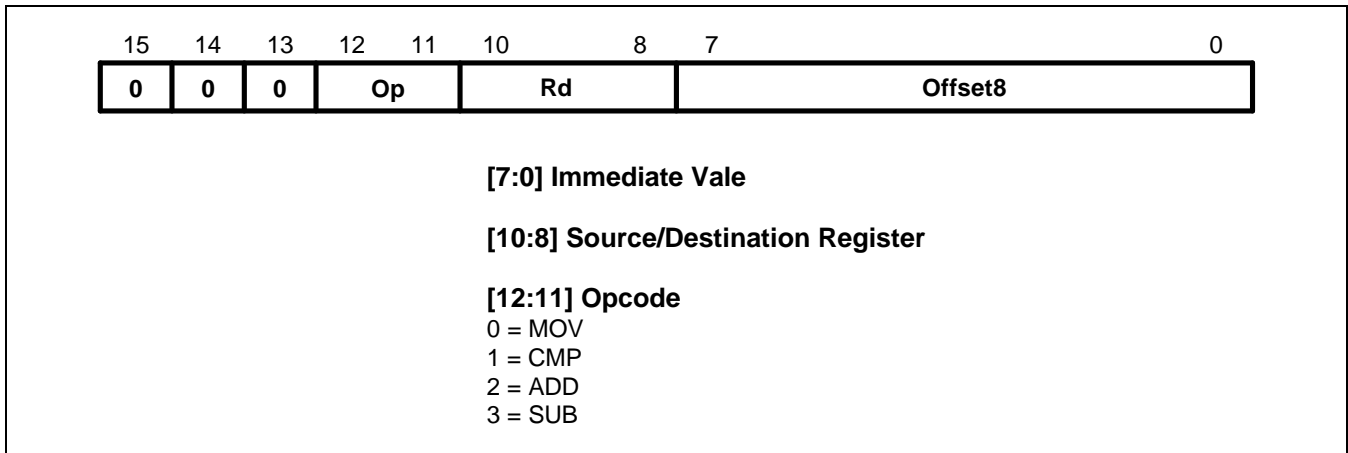 15 14 13 12 11 10 8 7 0
0 0 0 Op Rd Offset8
[7:0] Immediate Vale
[10:8] Source/Destination Register
[12:11] Opcode
0 = MOV
1 = CMP
2 = ADD
3 = SUB